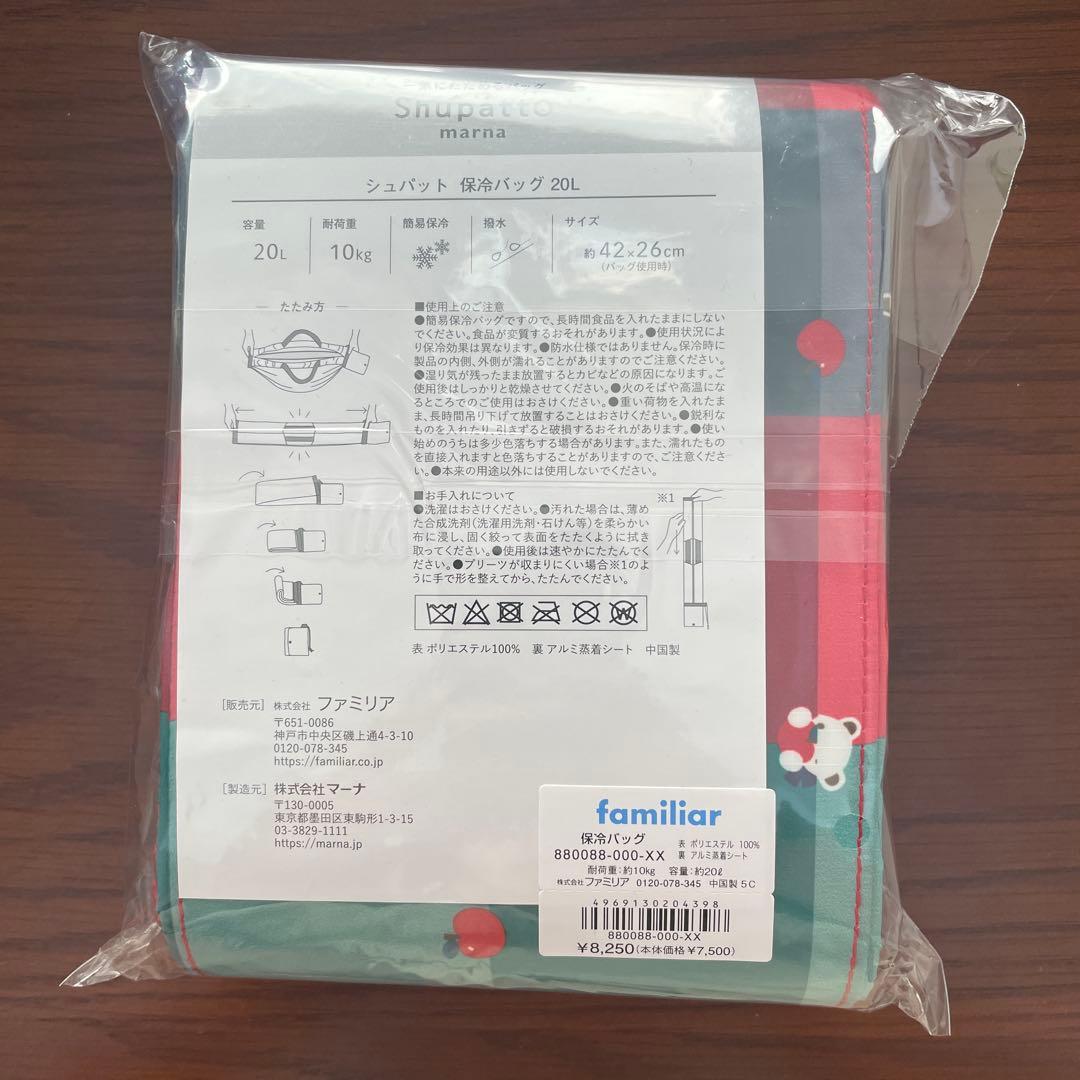 Shupatto
marna
シュパット 保冷バッグ 20L
容量 耐荷重 簡易保冷 撥水 サイズ
20L 10kg 約 42×26cm
(バッグ使用時)
たたみ方
■使用上のご注意
●簡易保冷バッグですので、長時間食品を入れたままにしない
でください。食品が変質するおそれがあります。●使用状況によ
り保冷効果は異なります。●防水仕様ではありません。保冷時に
製品の内側、外側が濡れることがありますのでご注意ください。
●湿り気が残ったまま放置するとカビなどの原因になります。ご
使用後はしっかりと乾燥させてください。●火のそばや高温にな
るところでのご使用はおさけください。●重い荷物を入れたま
ま、長時間吊り下げて放置することはおさけください。●鋭利な
ものを入れたり、引きずると破損するおそれがあります。●使い
始めのうちは多少色落ちする場合があります。また、濡れたもの
を直接入れますと色落ちすることがありますので、ご注意くださ
い。●本来の用途以外には使用しないでください。
■お手入れについて
●洗濯はおさけください。●汚れた場合は、薄め
た合成洗剤(洗濯用洗剤・石けん等)を柔らかい
布に浸し、固く絞って表面をたたくように拭き
取ってください。●使用後は速やかにたたんでく
ださい。●プリーツが収まりにくい場合※1のよ
うに手で形を整えてから、たたんでください。
※1
表 ポリエステル100% 裏 アルミ蒸着シート 中国製
[販売元] 株式会社 ファミリア
〒651-0086
神戸市中央区磯上通4-3-10
0120-078-345
https://familiar.co.jp
[製造元] 株式会社マーナ
〒130-0005
東京都墨田区東駒形1-3-15
03-3829-1111
https://marna.jp
familiar
保冷バッグ
880088-000-XX
表 ポリエステル 100%
裏 アルミ蒸着シート
耐荷重:約10kg 容量:約20ℓ
株式会社 ファミリア 0120-078-345 中国製 5C
4969130204398
880088-000-XX
¥8,250(本体価格¥7,500)